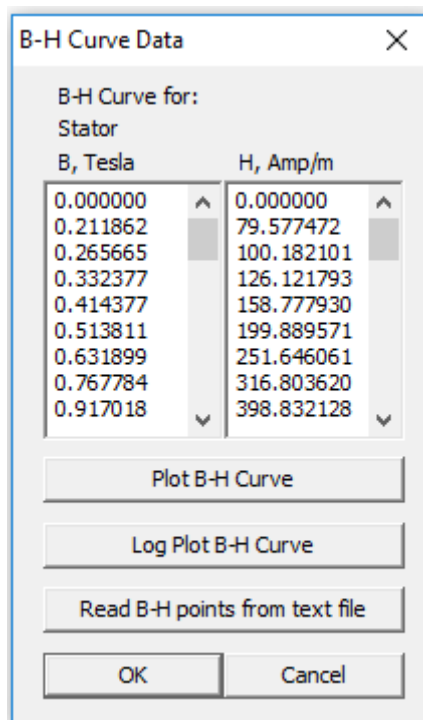 B-H Curve Data
B-H Curve for:
Stator
B, Tesla H, Amp/m
0.000000 0.000000
0.211862 79.577472
0.265665 100.182101
0.332377 126.121793
0.414377 158.777930
0.513811 199.889571
0.631899 251.646061
0.767784 316.803620
0.917018 398.832128
Plot B-H Curve
Log Plot B-H Curve
Read B-H points from text file
OK Cancel